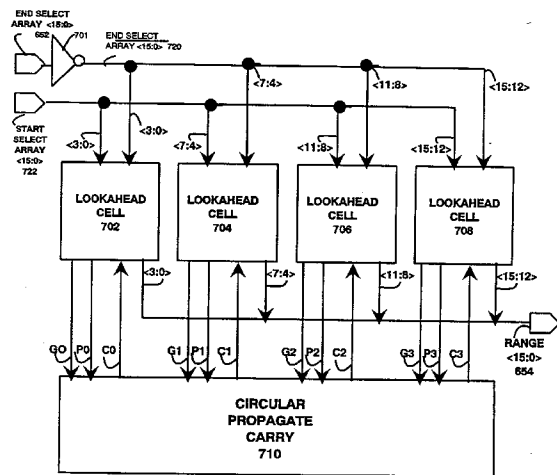 END SELECT
ARRAY <15:0>
652
701
END SELECT
ARRAY <15:0> 720
<7:4>
<11:8>
<15:12>
START
SELECT
ARRAY
<15:0>
722
<3:0>
<3:0>
<7:4>
<11:8>
<15:12>
LOOKAHEAD
CELL
702
LOOKAHEAD
CELL
704
LOOKAHEAD
CELL
706
LOOKAHEAD
CELL
708
<3:0>
<7:4>
<11:8>
<15:12>
GO
P0
C0
G1
P1
C1
G2
P2
C2
G3
P3
C3
RANGE
<15:0>
654
CIRCULAR
PROPAGATE
CARRY
710